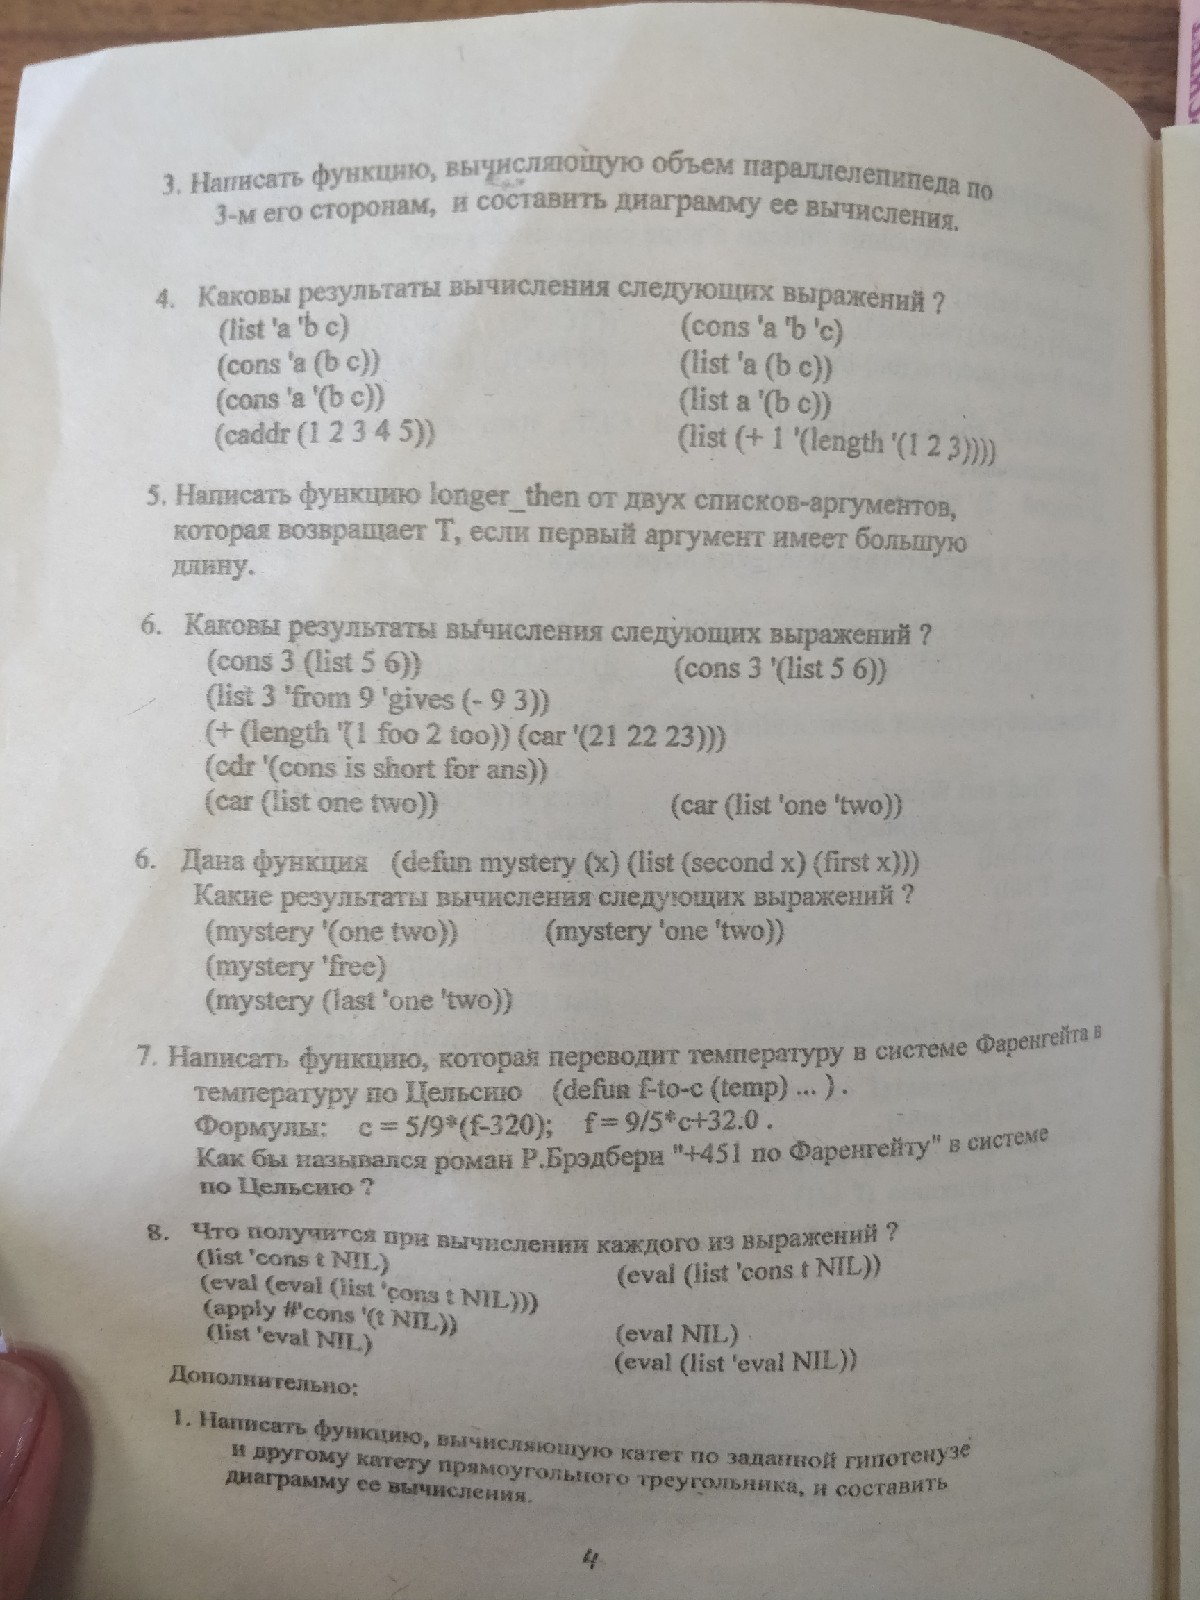 3. Написать функцию, вычисляющую объем параллелепипеда по
3-м его сторонам, и составить диаграмму ее вычисления.
4. Каковы результаты вычисления следующих выражений ?
(list 'a 'b c) (cons 'a 'b 'c)
(cons 'a (b c)) (list 'a (b c))
(cons 'a '(b c)) (list a '(b c))
(caddr (1 2 3 4 5)) (list (+ 1 '(length '(1 2 3))))
5. Написать функцию longer_then от двух списков-аргументов,
которая возвращает Т, если первый аргумент имеет большую
длину.
6. Каковы результаты вычисления следующих выражений ?
(cons 3 (list 5 6)) (cons 3 '(list 5 6))
(list 3 'from 9 'gives (- 9 3))
(+ (length '(1 foo 2 too)) (car '(21 22 23)))
(cdr '(cons is short for ans))
(car (list one two)) (car (list 'one 'two))
6. Дана функция (defun mystery (x) (list (second x) (first x)))
Какие результаты вычисления следующих выражений ?
(mystery '(one two)) (mystery 'one 'two))
(mystery 'free)
(mystery (last 'one 'two))
7. Написать функцию, которая переводит температуру в системе Фаренгейта в
температуру по Цельсию (defun f-to-c (temp) ... ) .
Формулы: c = 5/9*(f-320); f = 9/5*c+32.0 .
Как бы назывался роман Р.Брэдбери "+451 по Фаренгейту" в системе
по Цельсию ?
8. Что получится при вычислении каждого из выражений ?
(list 'cons t NIL) (eval (list 'cons t NIL))
(eval (eval (list 'cons t NIL)))
(apply #'cons '(t NIL)) (eval NIL)
(list 'eval NIL) (eval (list 'eval NIL))
Дополнительно:
1. Написать функцию, вычисляющую катет по заданной гипотенузе
и другому катету прямоугольного треугольника, и составить
диаграмму ее вычисления.
4